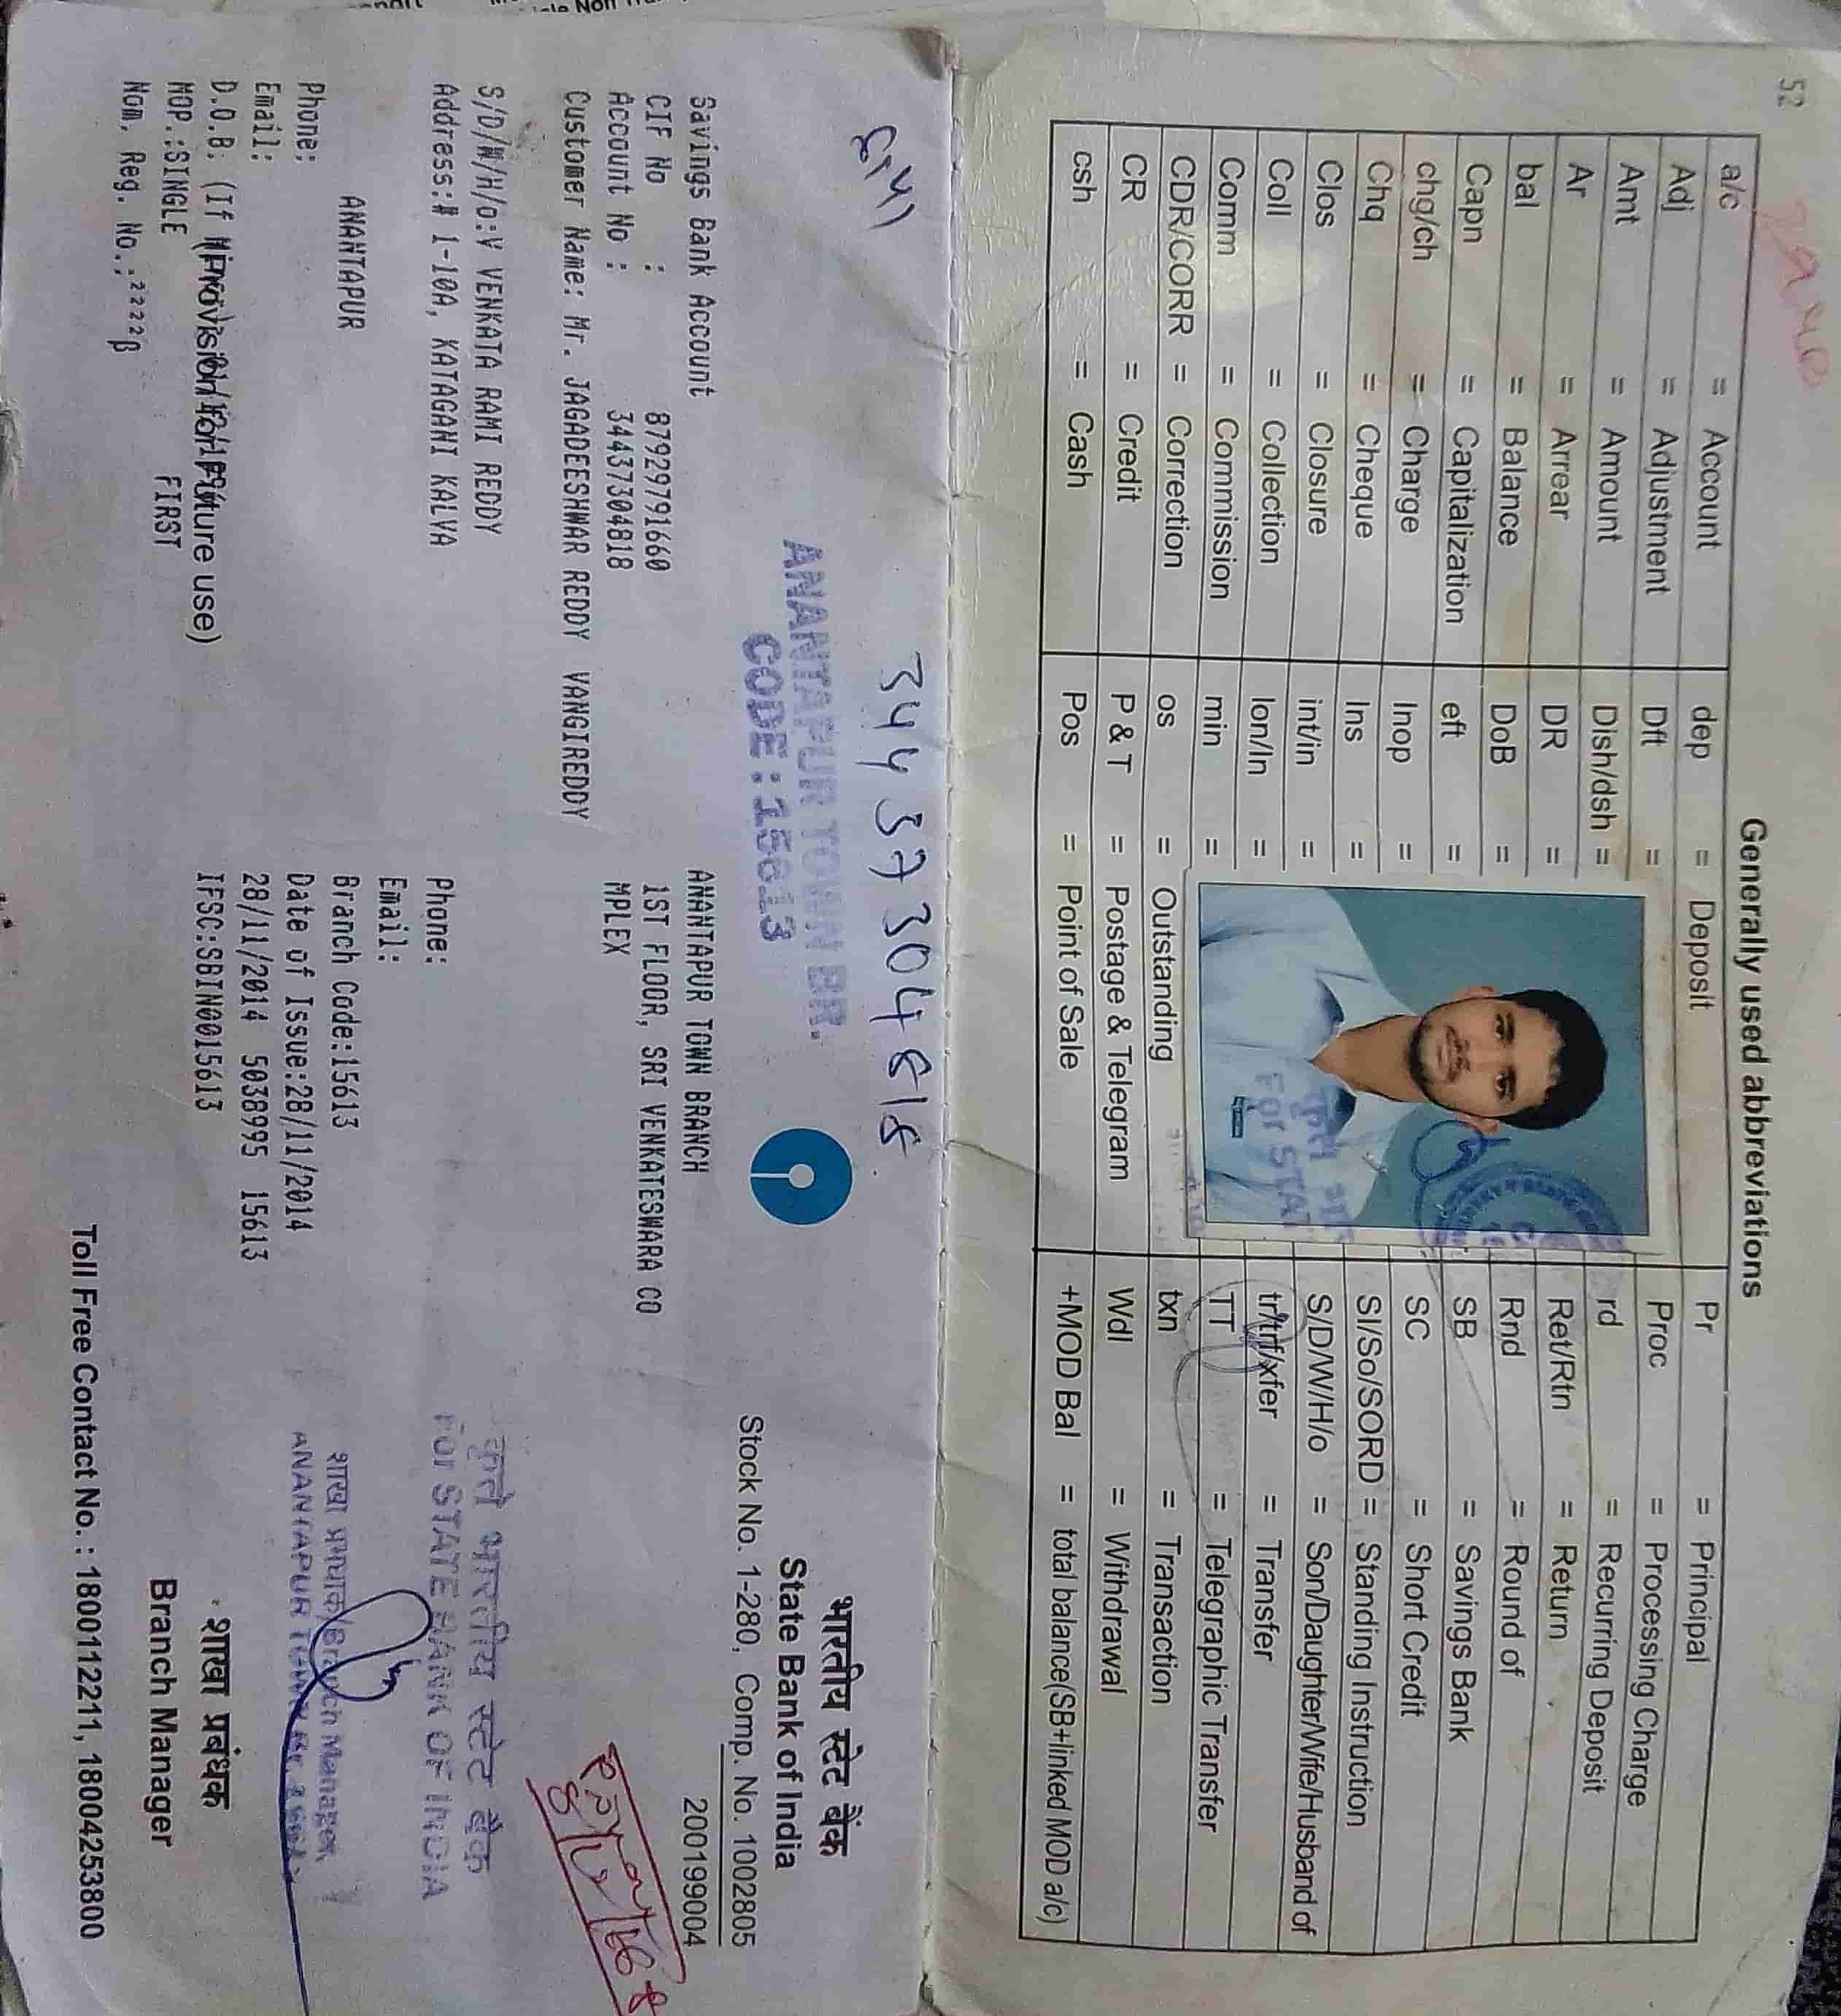 52
Generally used abbreviations
a/c = Account dep = Deposit Pr = Principal
Adj = Adjustment Dft = Proc = Processing Charge
Amt = Amount Dish/dsh = rd = Recurring Deposit
Ar = Arrear DR = Ret/Rtn = Return
bal = Balance DoB = Rnd = Round of
Capn = Capitalization eft = SB = Savings Bank
chg/ch = Charge Inop = SC = Short Credit
Chq = Cheque Ins = SI/So/SORD = Standing Instruction
Clos = Closure int/in = S/D/W/H/o = Son/Daughter/Wife/Husband of
Coll = Collection lon/ln = tr/trf/xfer = Transfer
Comm = Commission min = TT = Telegraphic Transfer
CDR/CORR = Correction os = Outstanding txn = Transaction
CR = Credit P & T = Postage & Telegram Wdl = Withdrawal
csh = Cash Pos = Point of Sale +MOD Bal = total balance(SB+linked MOD a/c)
For STAT
34437304818
ANANTAPUR TOWN BR.
CODE:15613
भारतीय स्टेट बैंक
State Bank of India
Stock No. 1-280, Comp. No. 1002805
2001990004
Savings Bank Account
CIF No : 87929791660
Account No : 34437304818
Customer Name: Mr. JAGADEESHWAR REDDY VANGIREDDY
S/D/W/H/o:V VENKATA RAMI REDDY
Address:# 1-10A, KATAGANI KALVA
ANANTAPUR
Phone:
Email:
D.O.B. (If (Provision for Future use)
MOP.:SINGLE FIRST
Nom. Reg. No.:
ANANTAPUR TOWN BRANCH
1ST FLOOR, SRI VENKATESWARA CO
MPLEX
Phone:
Email:
Branch Code:15613
Date of Issue:28/11/2014
28/11/2014 5038995 15613
IFSC:SBIN0015613
कृते भारतीय स्टेट बैंक
For STATE BANK OF INDIA
शाखा प्रबंधक/Branch Manager
ANANTAPUR
शाखा प्रबंधक
Branch Manager
Toll Free Contact No. : 1800112211, 18004253800